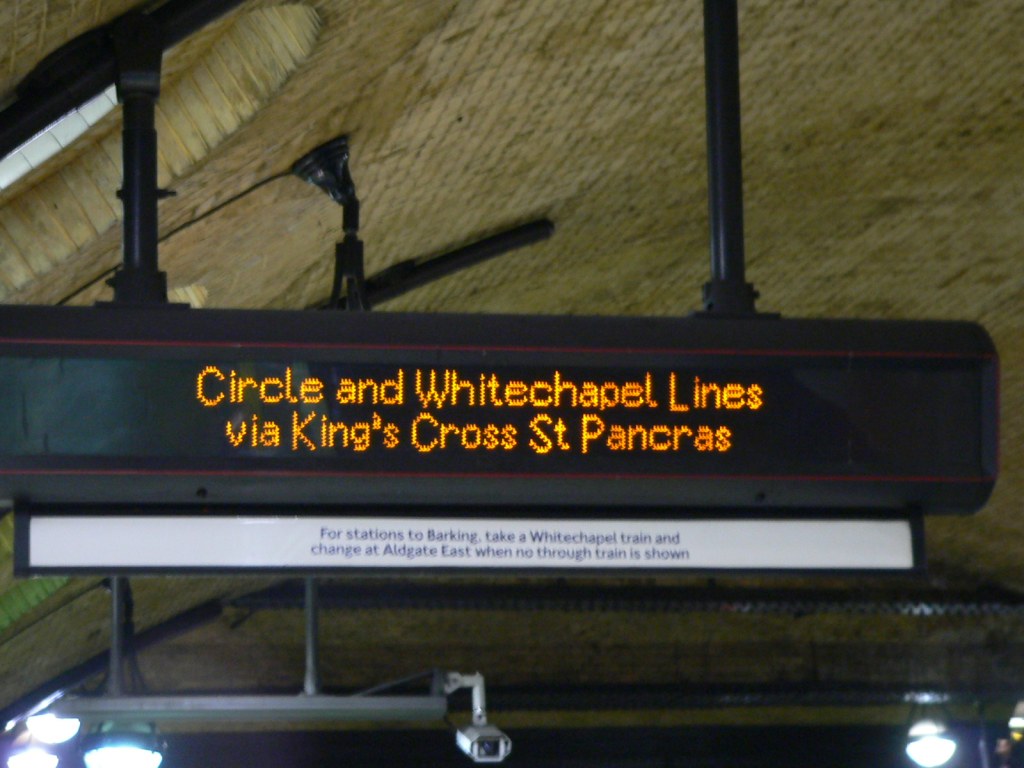 Circle and Whitechapel Lines
via King's Cross St Pancras
For stations to Barking, take a Whitechapel train and
change at Aldgate East when no through train is shown